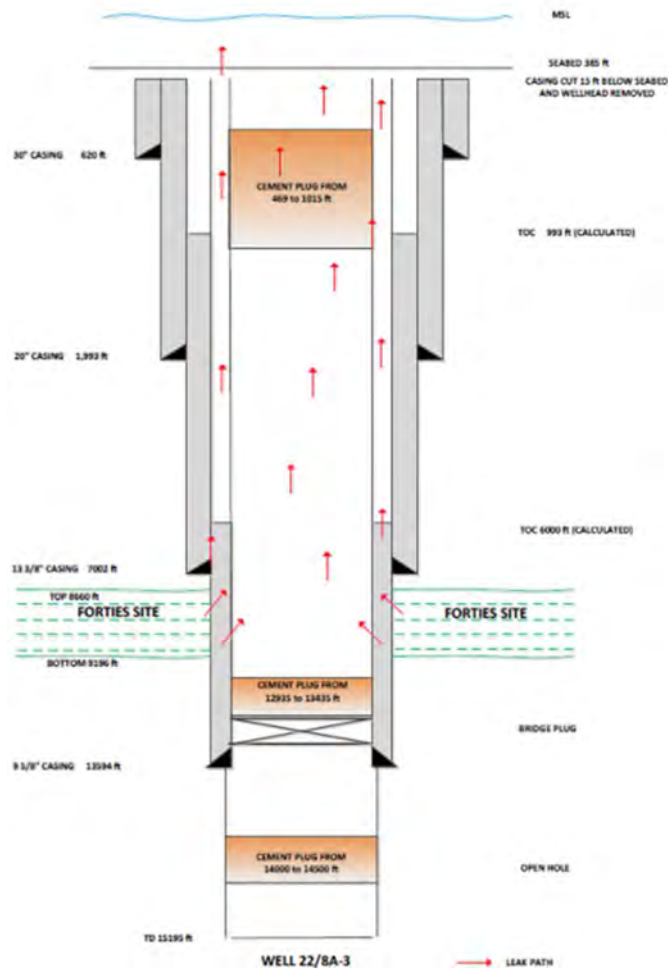 MSL
SEABED 385 ft
CASING CUT 15 ft BELOW SEABED
AND WELLHEAD REMOVED
30" CASING 620 ft
CEMENT PLUG FROM
469 to 1015 ft
TOC 993 ft (CALCULATED)
20" CASING 1,993 ft
TOC 6000 ft (CALCULATED)
13 3/8" CASING 7002 ft
TOP 8660 ft
FORTIES SITE
FORTIES SITE
BOTTOM 9196 ft
CEMENT PLUG FROM
12935 to 13435 ft
BRIDGE PLUG
9 5/8" CASING 13594 ft
CEMENT PLUG FROM
14000 to 14500 ft
OPEN HOLE
TD 15195 ft
WELL 22/8A-3
LEAK PATH